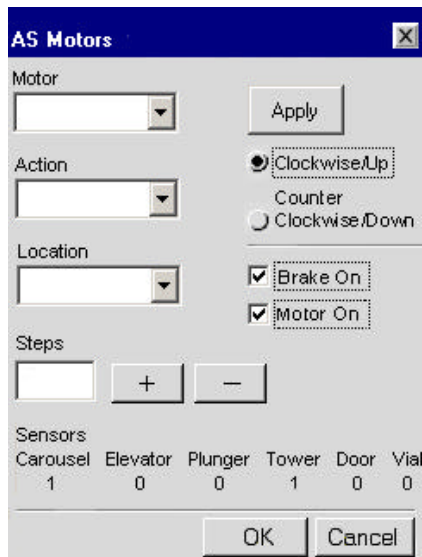 AS Motors
Motor
Apply
Action
Clockwise/Up
Counter
Clockwise/Down
Location
Brake On
Motor On
Steps
+ −
Sensors
Carousel Elevator Plunger Tower Door Vial
1 0 0 1 0 0
OK Cancel